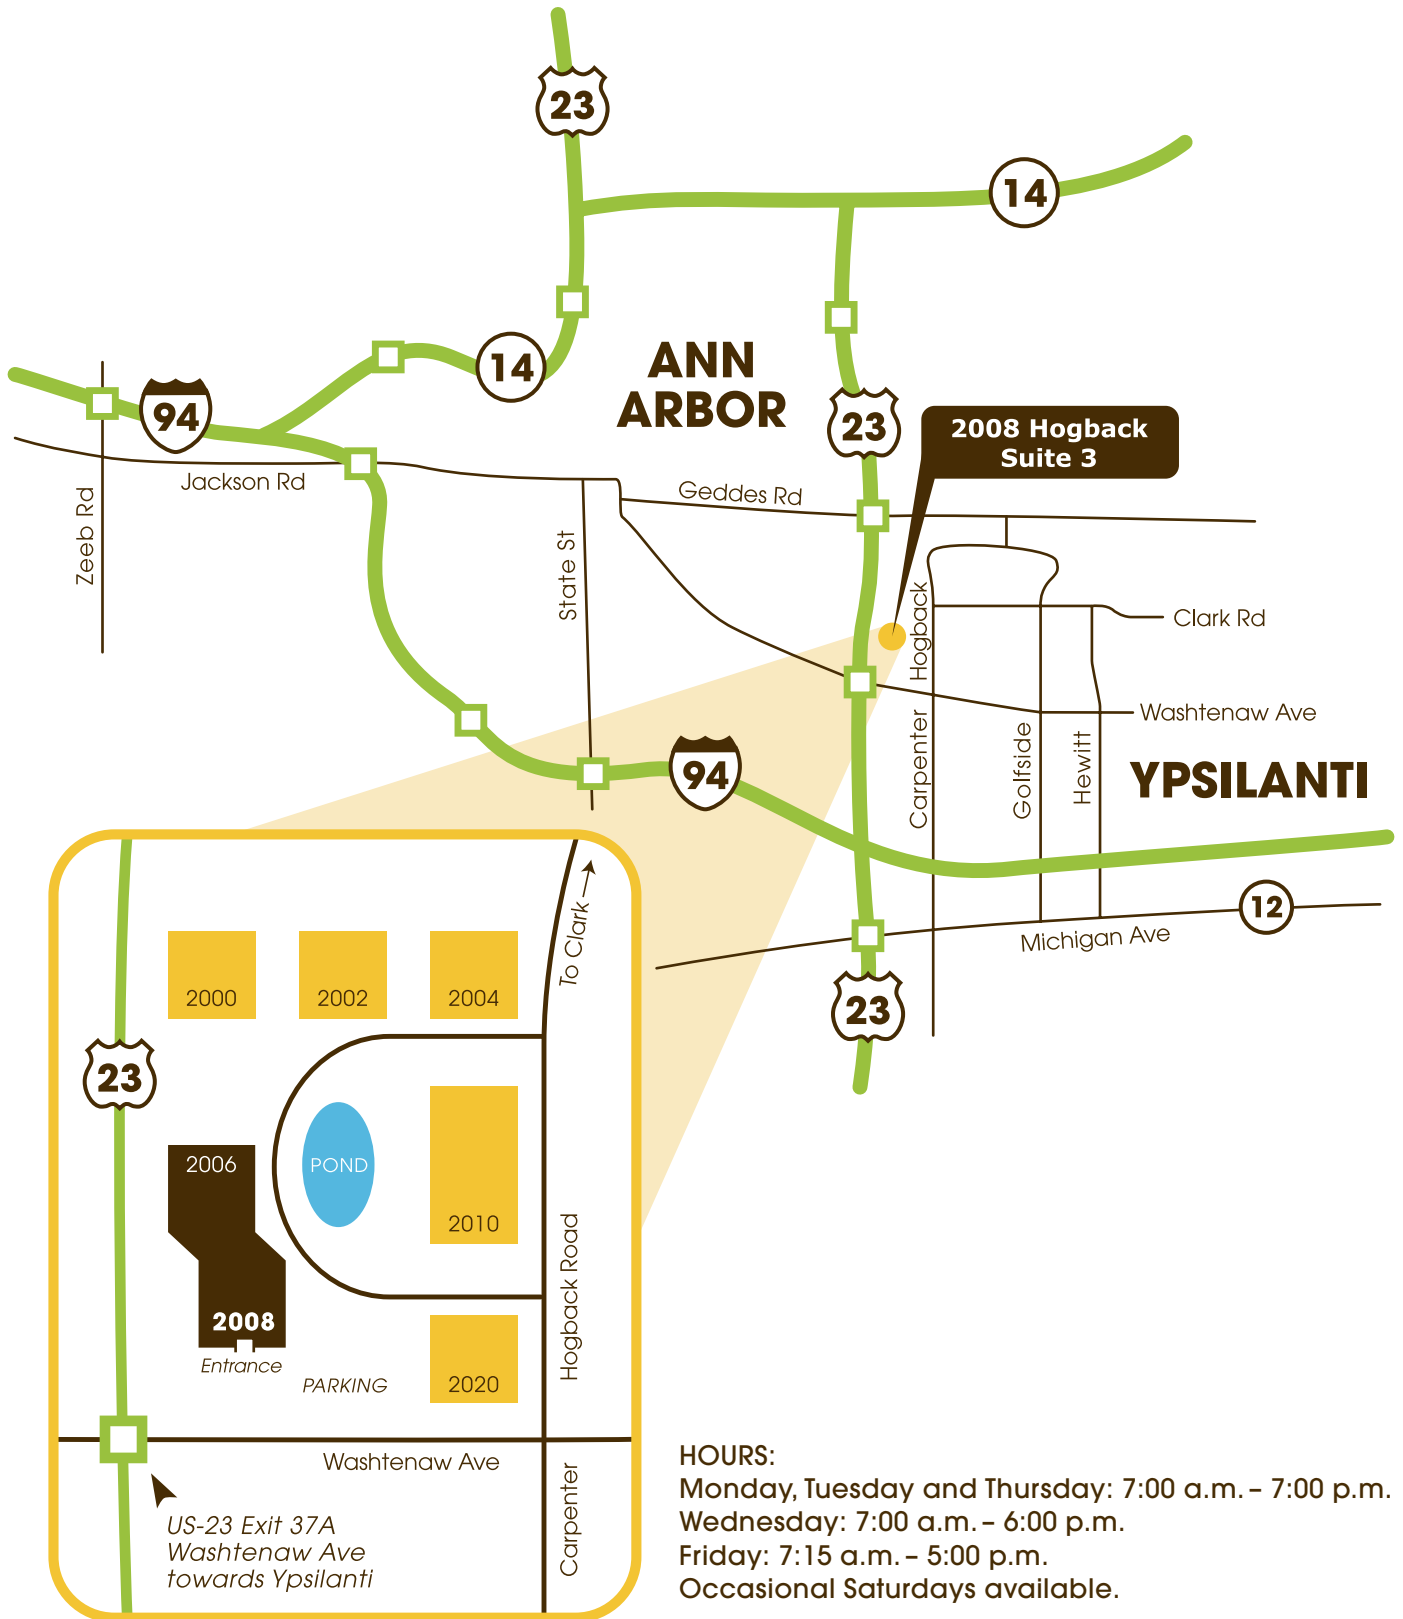 23
14
14
ANN
ARBOR
94
23
2008 Hogback
Suite 3
Jackson Rd
Geddes Rd
Zeeb Rd
State St
Hogback
Clark Rd
Washtenaw Ave
Carpenter
Golfside
Hewitt
94
YPSILANTI
12
Michigan Ave
23
To Clark
2000
2002
2004
23
2006
POND
2010
Hogback Road
2008
Entrance
PARKING
2020
Washtenaw Ave
Carpenter
US-23 Exit 37A
Washtenaw Ave
towards Ypsilanti
HOURS:
Monday, Tuesday and Thursday: 7:00 a.m. – 7:00 p.m.
Wednesday: 7:00 a.m. – 6:00 p.m.
Friday: 7:15 a.m. – 5:00 p.m.
Occasional Saturdays available.